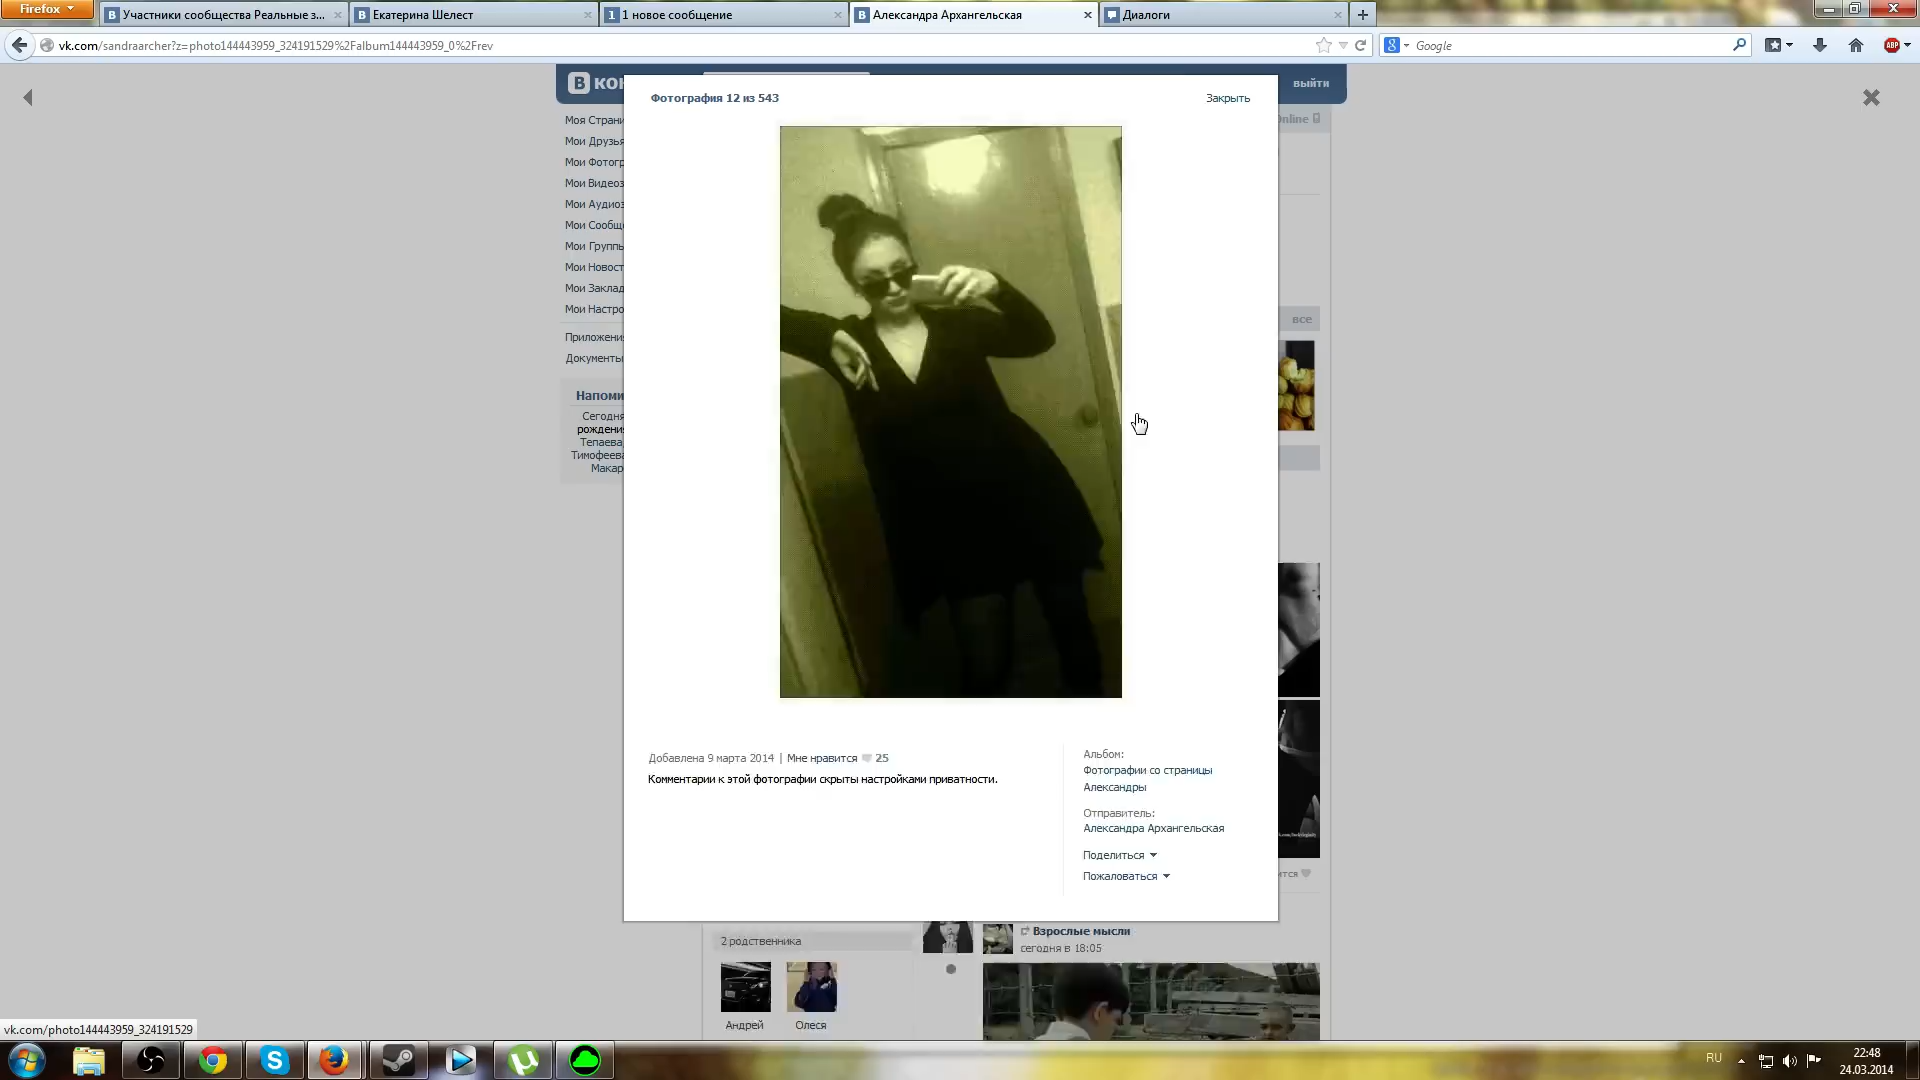 Firefox
Участники сообщества Реальные з...
Екатерина Шелест
1 новое сообщение
Александра Архангельская
Диалоги
vk.com/sandraarcher?z=photo144443959_324191529%2Falbum144443959_0%2Frev
Google
ABP
В кон
выйти
Фотография 12 из 543
Закрыть
Моя Страни
Online
Мои Друзья
Мои Фотогр
Мои Видеоз
Мои Аудиоз
Мои Сообщ
Мои Группы
Мои Новост
Мои Заклад
Мои Настро
все
Приложения
Документы
Напоми
Сегодня
рождени
Тепаева
Тимофеева
Макар
Добавлена 9 марта 2014 | Мне нравится 25
Комментарии к этой фотографии скрыты настройками приватности.
Альбом:
Фотографии со страницы
Александры
Отправитель:
Александра Архангельская
Поделиться
Пожаловаться
2 родственника
Взрослые мысли
сегодня в 18:05
Андрей
Олеся
vk.com/photo144443959_324191529
RU
22:48
24.03.2014